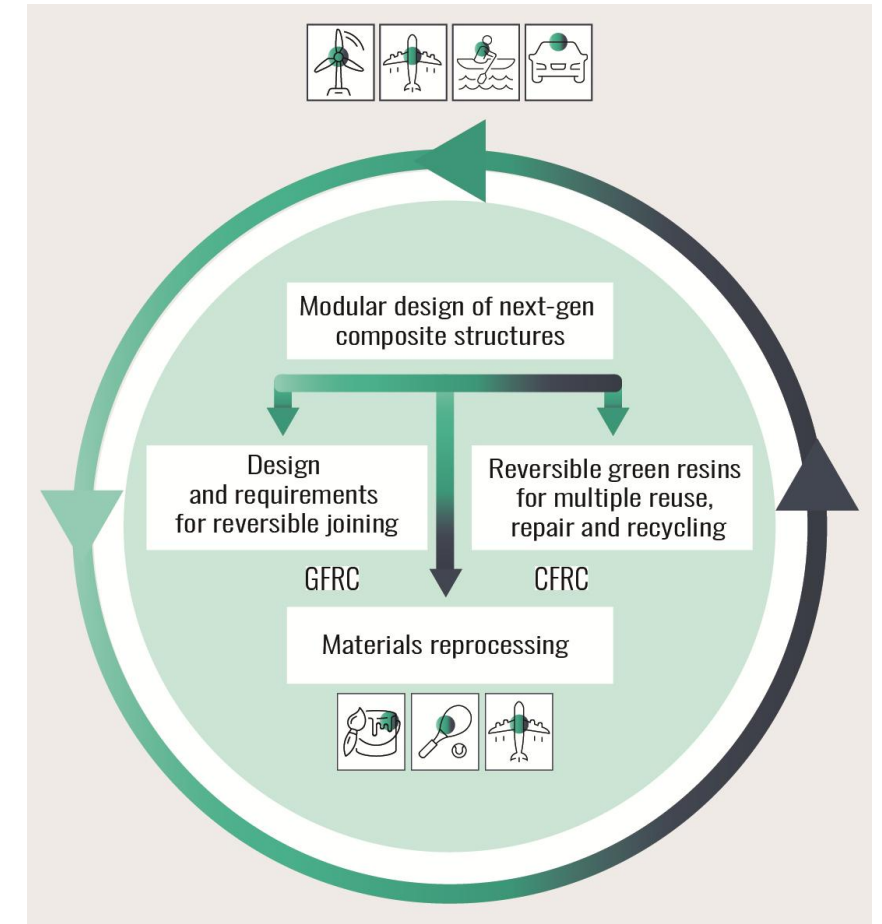 Modular design of next-gen
composite structures
Design
and requirements
for reversible joining
Reversible green resins
for multiple reuse,
repair and recycling
GFRC
CFRC
Materials reprocessing